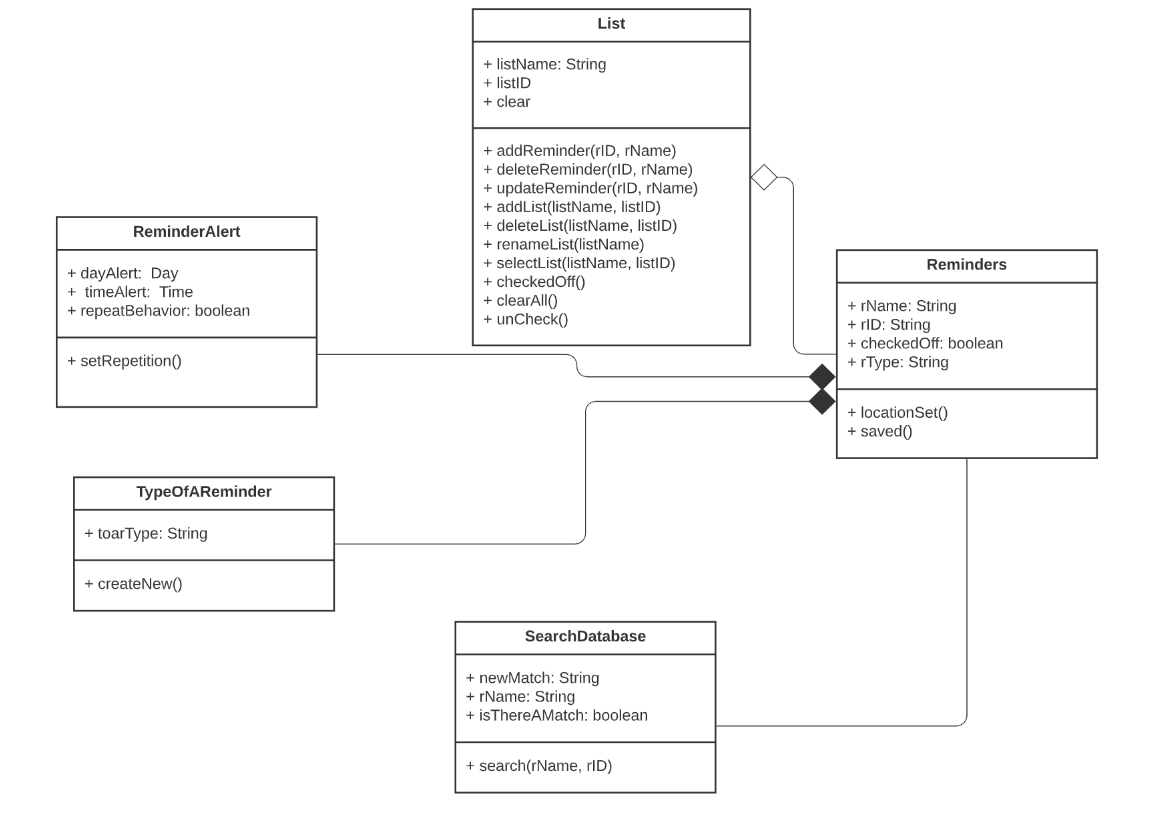 List
+ listName: String
+ listID
+ clear
+ addReminder(rID, rName)
+ deleteReminder(rID, rName)
+ updateReminder(rID, rName)
+ addList(listName, listID)
+ deleteList(listName, listID)
+ renameList(listName)
+ selectList(listName, listID)
+ checkedOff()
+ clearAll()
+ unCheck()
ReminderAlert
+ dayAlert:  Day
+  timeAlert:  Time
+ repeatBehavior: boolean
+ setRepetition()
Reminders
+ rName: String
+ rID: String
+ checkedOff: boolean
+ rType: String
+ locationSet()
+ saved()
TypeOfAReminder
+ toarType: String
+ createNew()
SearchDatabase
+ newMatch: String
+ rName: String
+ isThereAMatch: boolean
+ search(rName, rID)